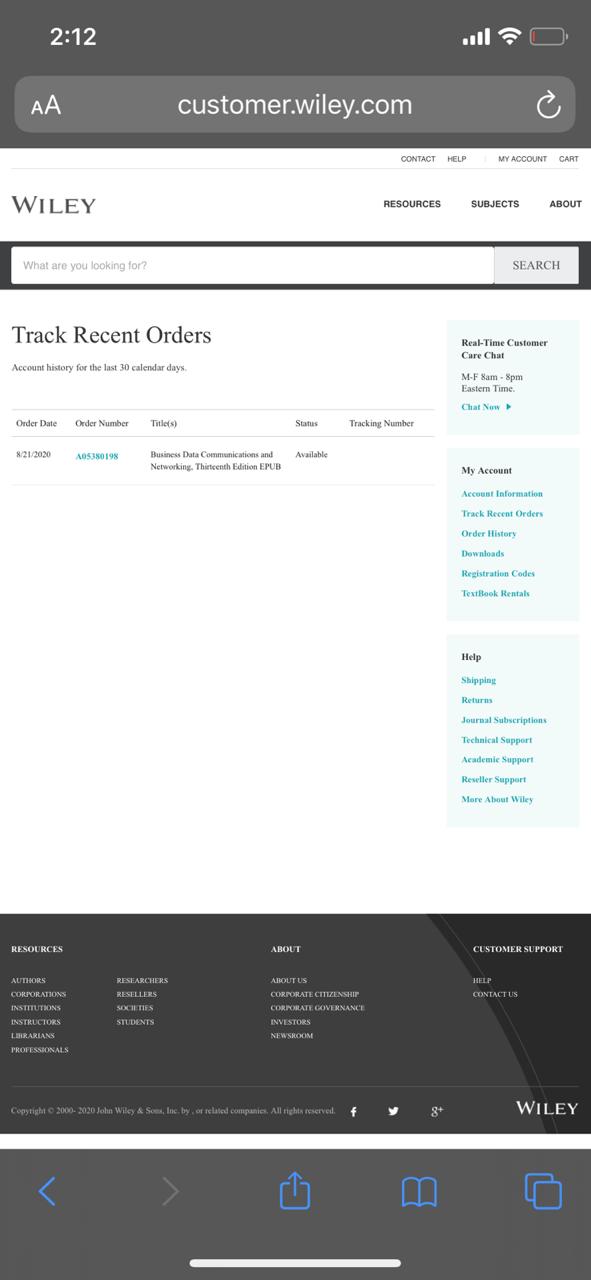 2:12
AA customer.wiley.com
CONTACT HELP | MY ACCOUNT CART
WILEY RESOURCES SUBJECTS ABOUT
What are you looking for? SEARCH
Track Recent Orders
Account history for the last 30 calendar days.
Order Date Order Number Title(s) Status Tracking Number
8/21/2020 A05380198 Business Data Communications and Available
Networking, Thirteenth Edition EPUB
Real-Time Customer
Care Chat
M-F 8am - 8pm
Eastern Time.
Chat Now
My Account
Account Information
Track Recent Orders
Order History
Downloads
Registration Codes
TextBook Rentals
Help
Shipping
Returns
Journal Subscriptions
Technical Support
Academic Support
Reseller Support
More About Wiley
RESOURCES
AUTHORS
CORPORATIONS
INSTITUTIONS
INSTRUCTORS
LIBRARIANS
PROFESSIONALS
RESEARCHERS
RESELLERS
SOCIETIES
STUDENTS
ABOUT
ABOUT US
CORPORATE CITIZENSHIP
CORPORATE GOVERNANCE
INVESTORS
NEWSROOM
CUSTOMER SUPPORT
HELP
CONTACT US
Copyright © 2000- 2020 John Wiley & Sons, Inc. by , or related companies. All rights reserved. f g+ WILEY